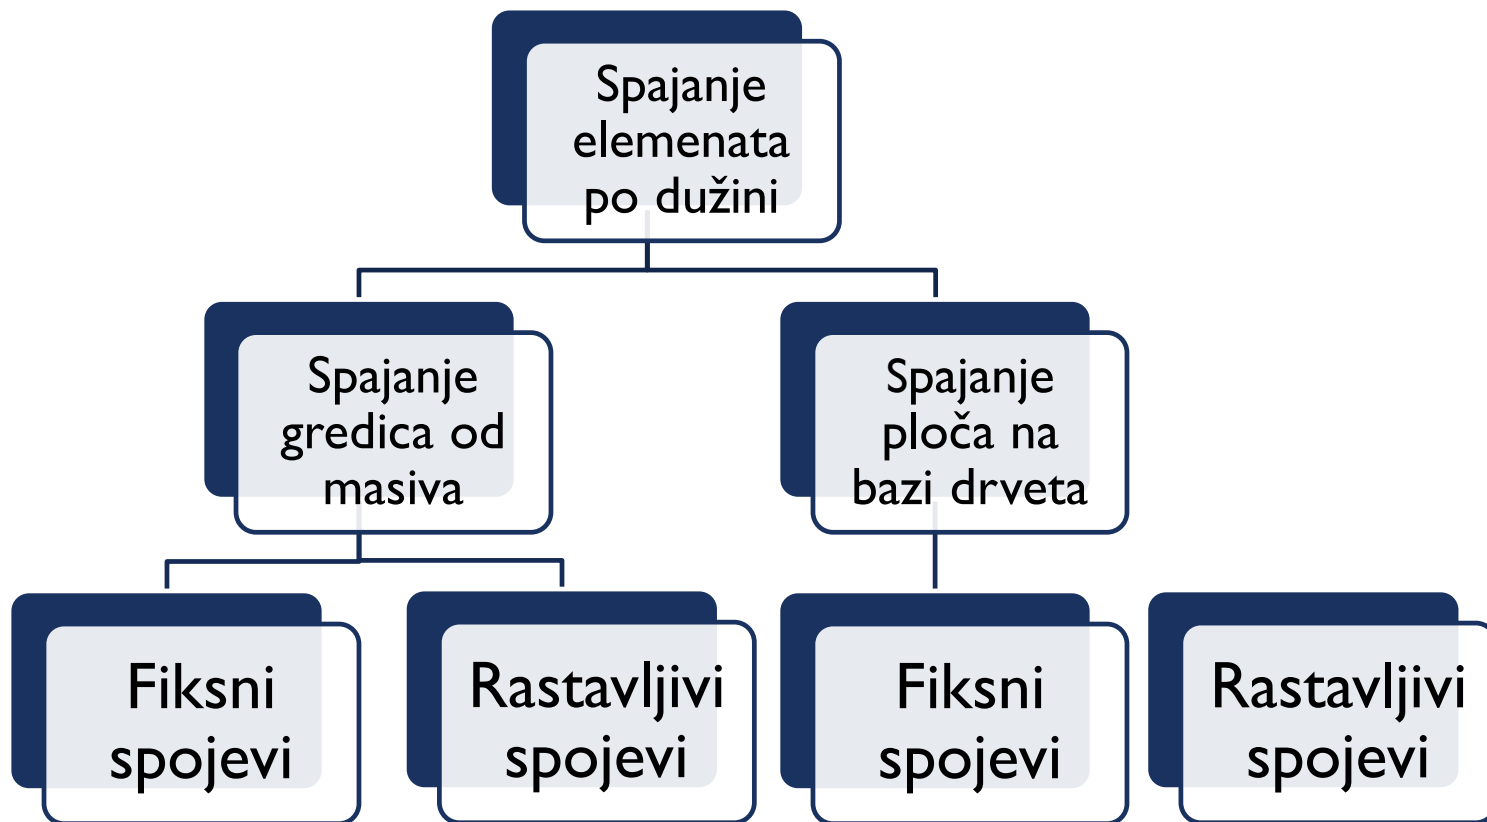 Spajanje
elemenata
po dužini
Spajanje
gredica od
masiva
Spajanje
ploča na
bazi drveta
Fiksni
spojevi
Rastavljivi
spojevi
Fiksni
spojevi
Rastavljivi
spojevi